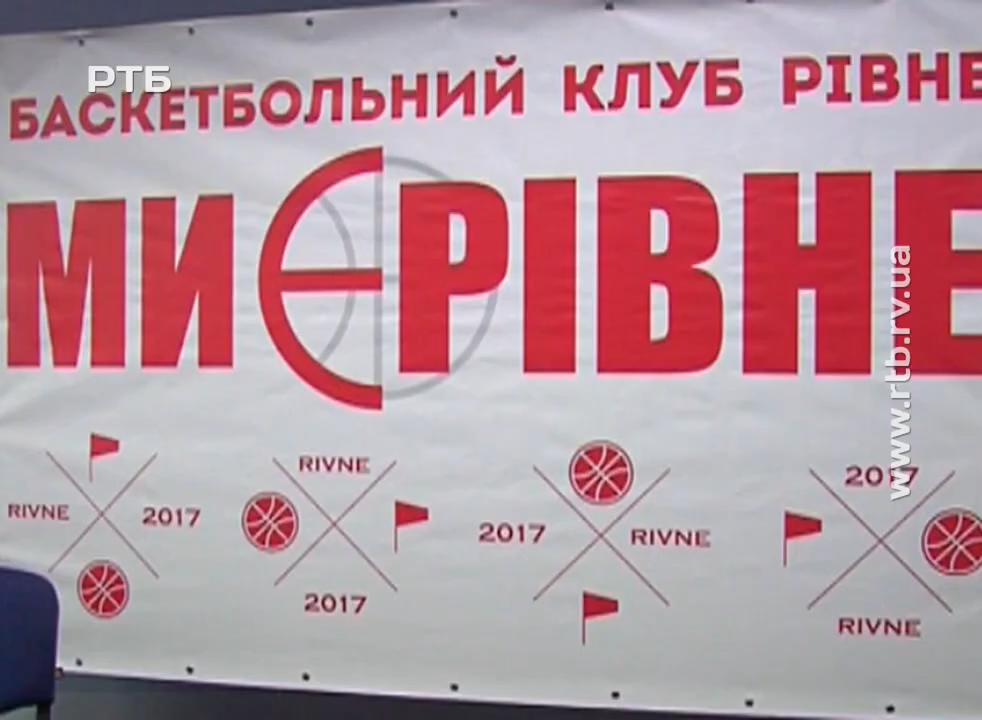 РТБ
БАСКЕТБОЛЬНИЙ КЛУБ РІВНЕ
МИ Є РІВНЕ
www.rtb.rv.ua
RIVNE 2017
RIVNE
2017
2017 RIVNE
2017
RIVNE